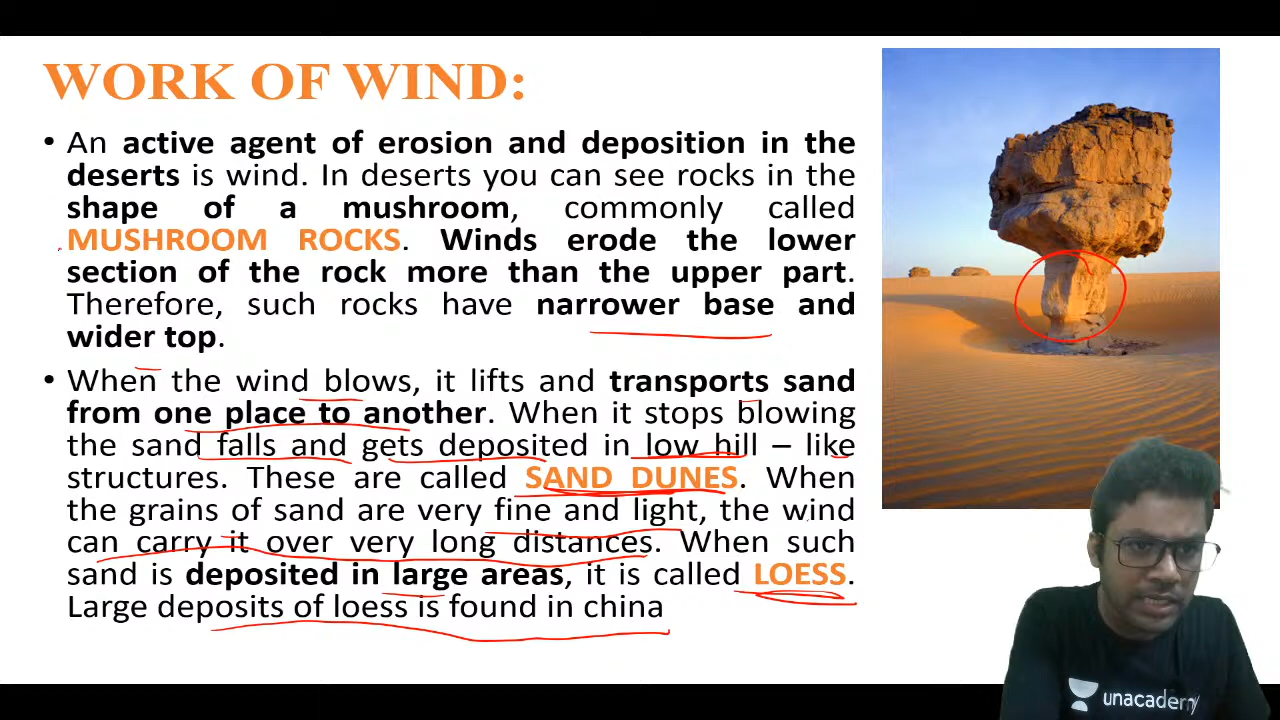 WORK OF WIND:
• An active agent of erosion and deposition in the
deserts is wind. In deserts you can see rocks in the
shape of a mushroom, commonly called
MUSHROOM ROCKS. Winds erode the lower
section of the rock more than the upper part.
Therefore, such rocks have narrower base and
wider top.
• When the wind blows, it lifts and transports sand
from one place to another. When it stops blowing
the sand falls and gets deposited in low hill – like
structures. These are called SAND DUNES. When
the grains of sand are very fine and light, the wind
can carry it over very long distances. When such
sand is deposited in large areas, it is called LOESS.
Large deposits of loess is found in china
unacademy